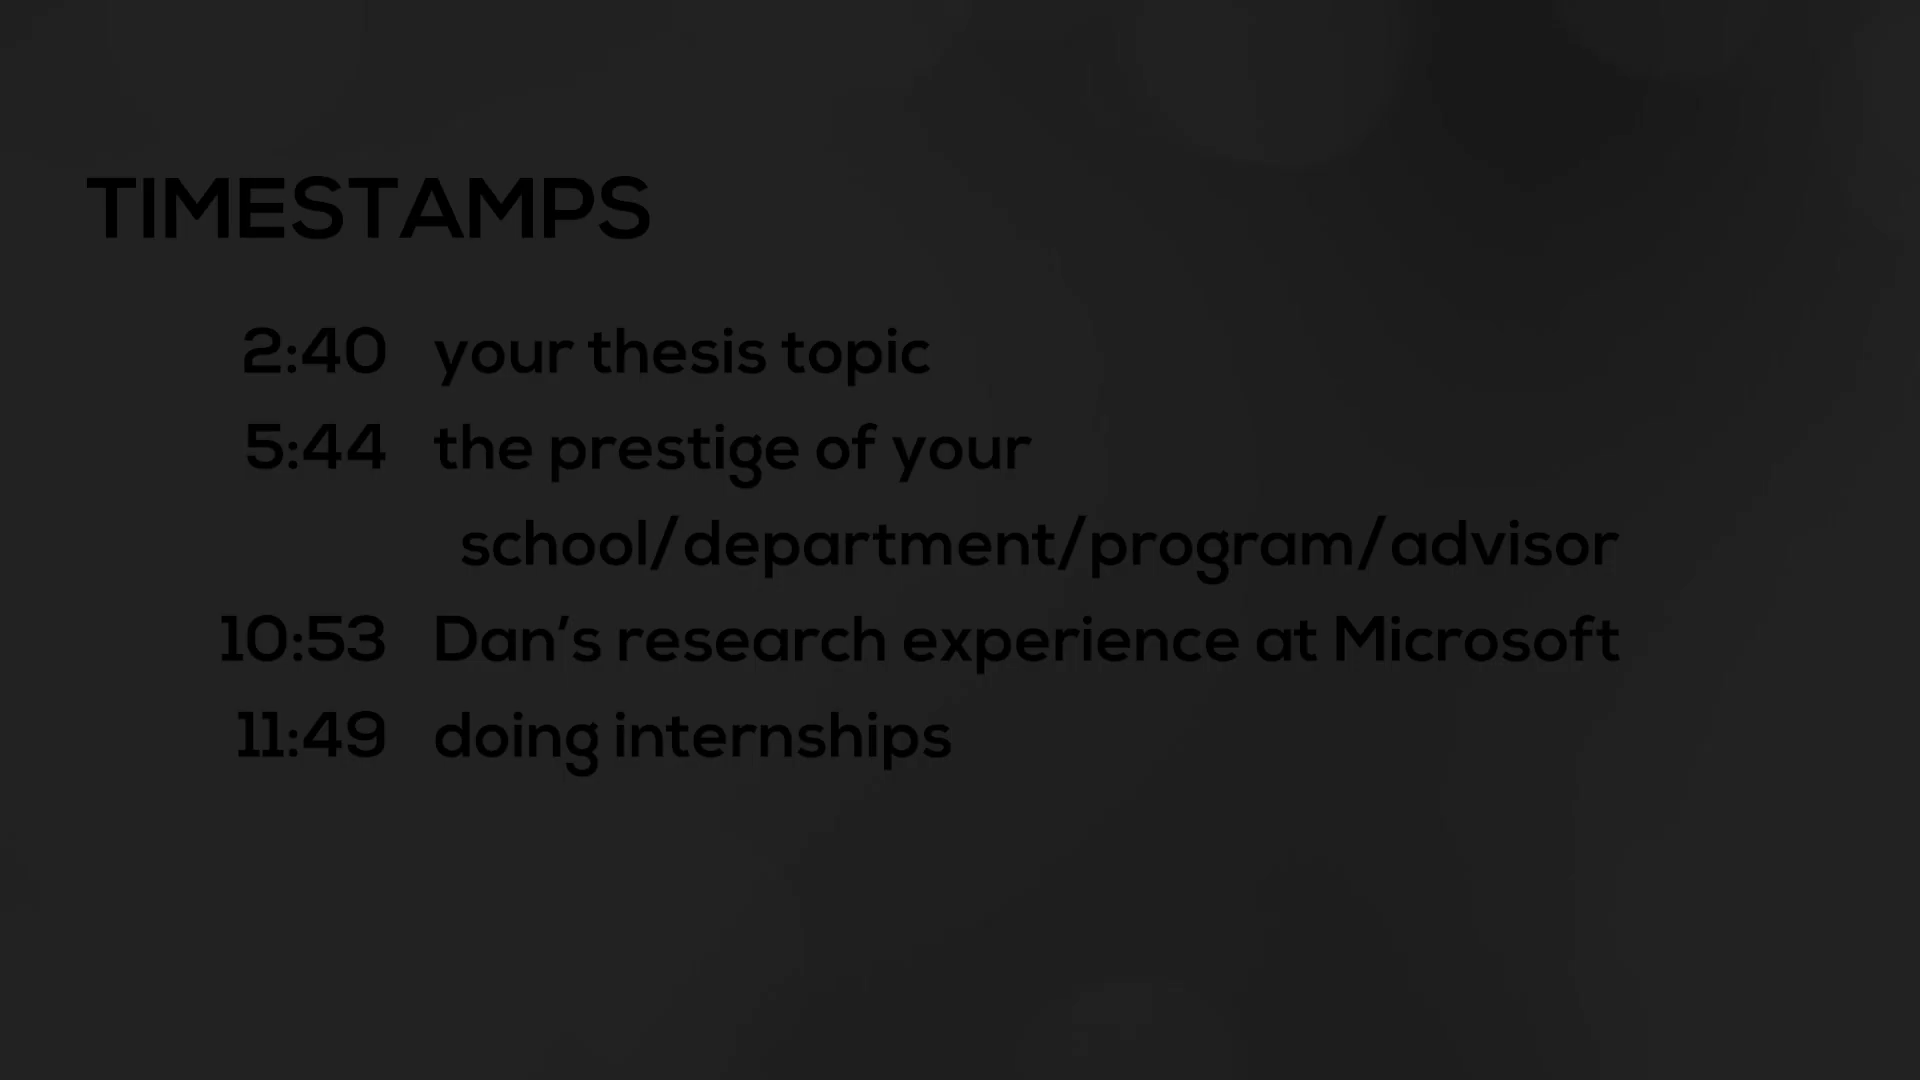 TIMESTAMPS
2:40 your thesis topic
5:44 the prestige of your
school/department/program/advisor
10:53 Dan’s research experience at Microsoft
11:49 doing internships